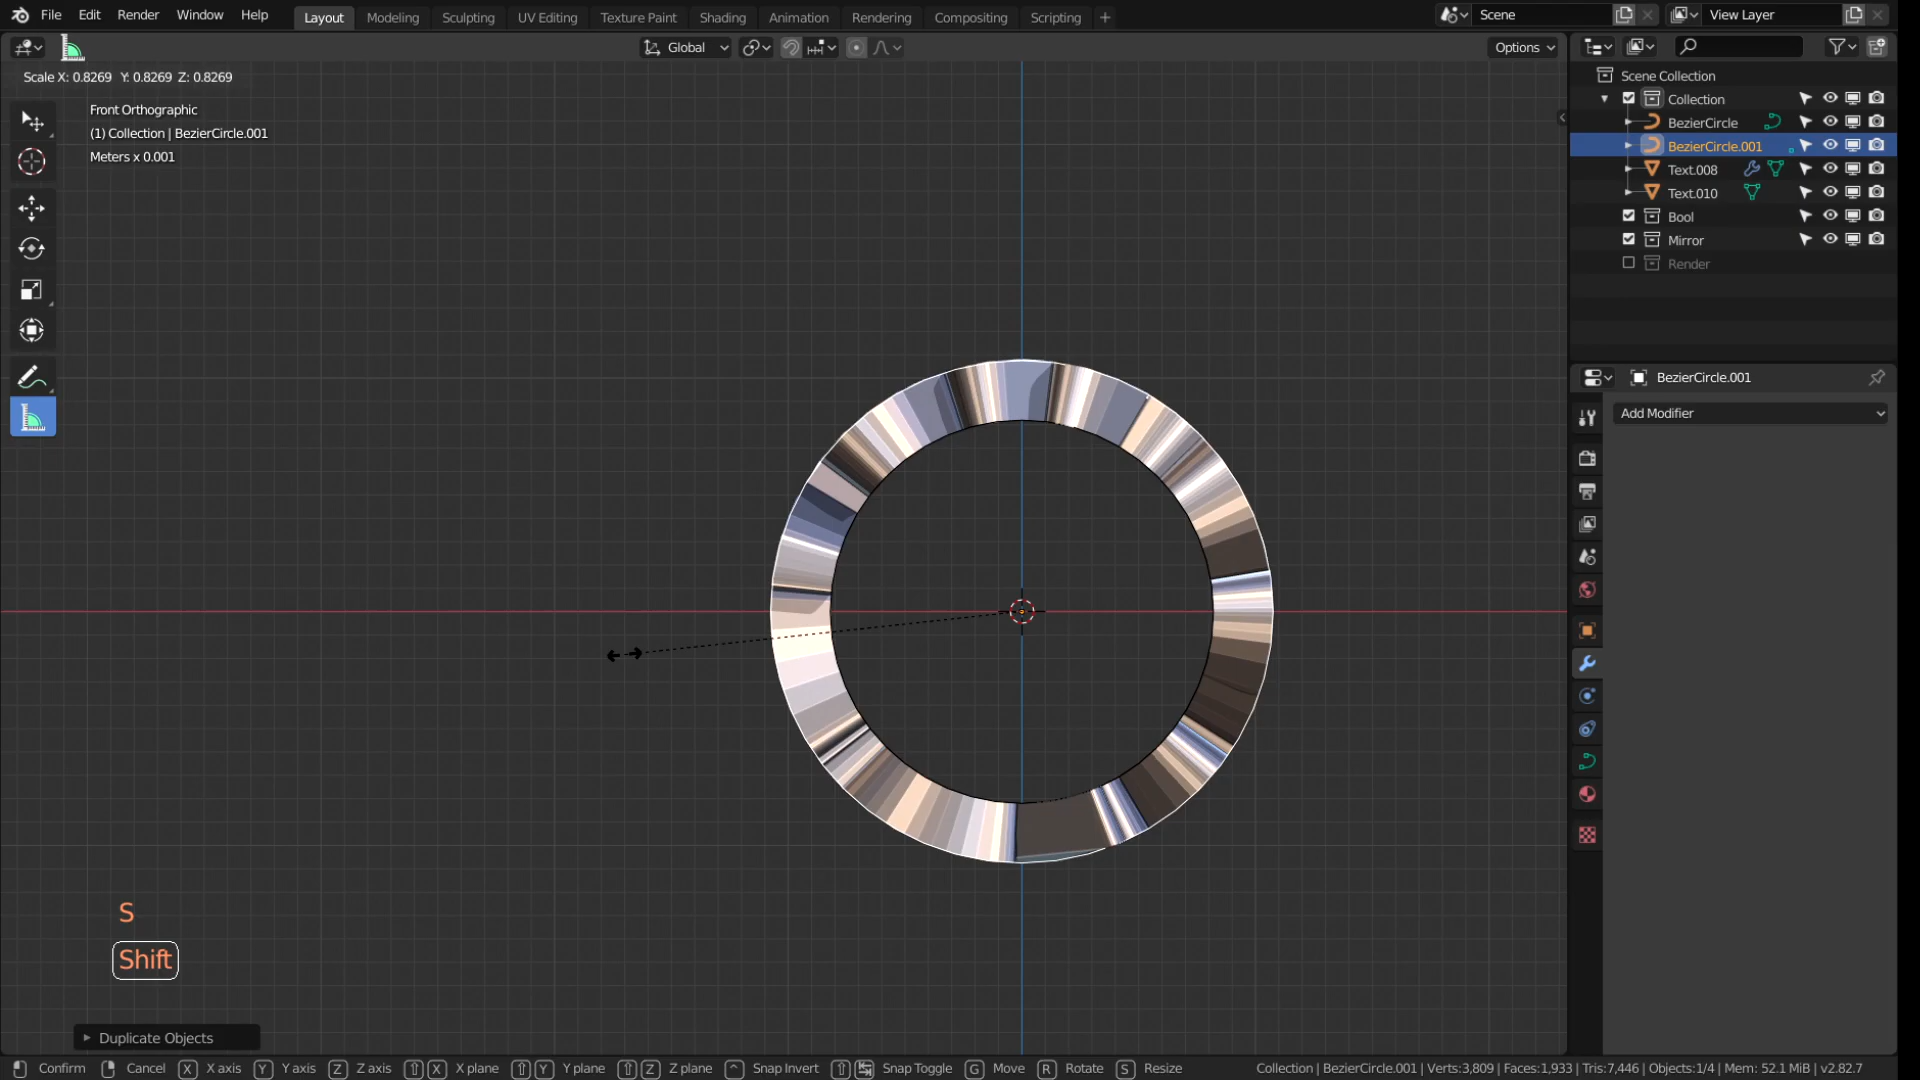 File Edit Render Window Help Layout Modeling Sculpting UV Editing Texture Paint Shading Animation Rendering Compositing Scripting + Scene View Layer
Global Options
Scale X: 0.8269 Y: 0.8269 Z: 0.8269
Front Orthographic
(1) Collection | BezierCircle.001
Meters x 0.001
Scene Collection
Collection
BezierCircle
BezierCircle.001
Text.008
Text.010
Bool
Mirror
Render
BezierCircle.001
Add Modifier
S
Shift
Duplicate Objects
Confirm Cancel X X axis Y Y axis Z Z axis X X plane Y Y plane Z Z plane Snap Invert Snap Toggle G Move R Rotate S Resize Collection | BezierCircle.001 | Verts:3,809 | Faces:1,933 | Tris:7,446 | Objects:1/4 | Mem: 52.1 MiB | v2.82.7